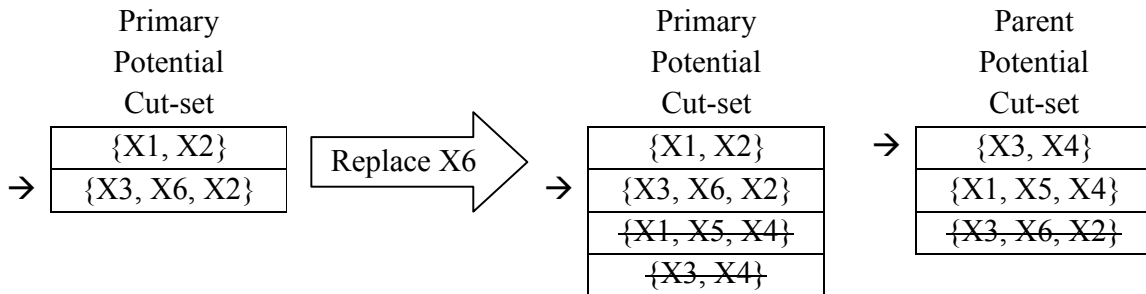 Primary
Potential
Cut-set
{X1, X2}
→ {X3, X6, X2}
Replace X6
Primary
Potential
Cut-set
{X1, X2}
→ {X3, X6, X2}
{X1, X5, X4}
{X3, X4}
Parent
Potential
Cut-set
→ {X3, X4}
{X1, X5, X4}
{X3, X6, X2}